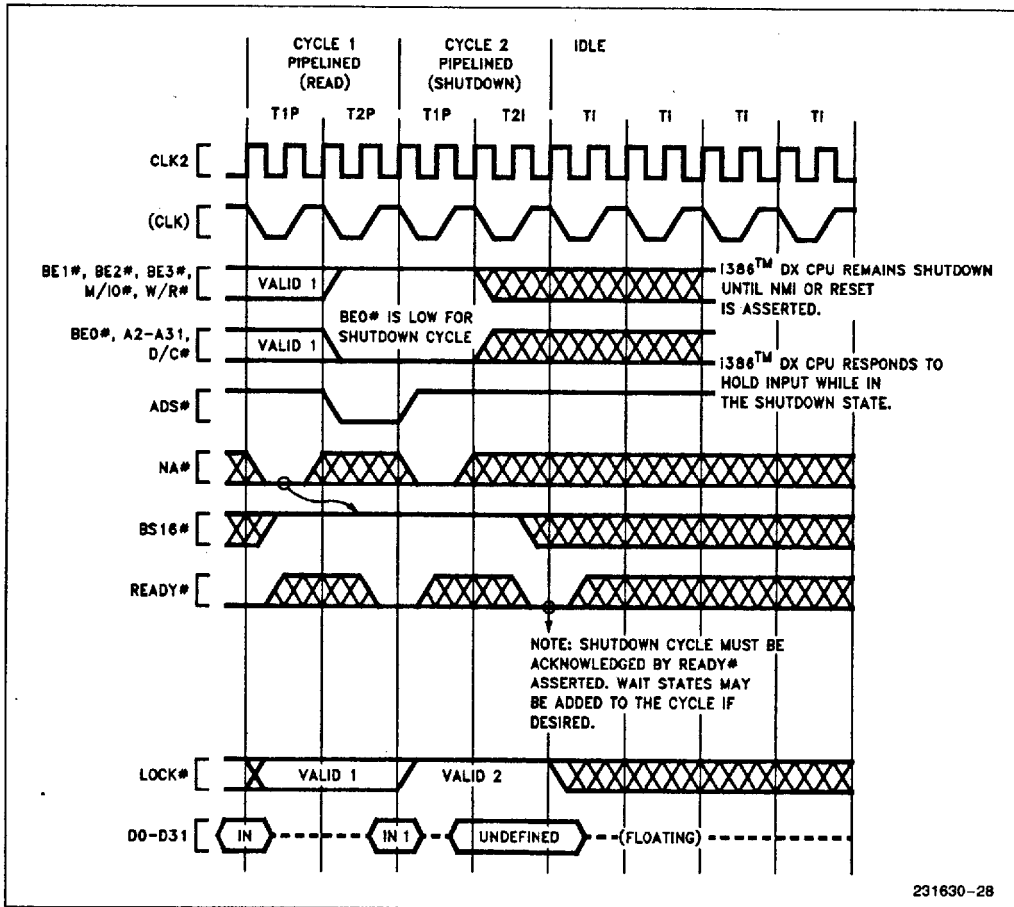 CYCLE 1
PIPELINED
(READ)
CYCLE 2
PIPELINED
(SHUTDOWN)
IDLE
T1P
T2P
T1P
T2I
Ti
Ti
Ti
Ti
CLK2
(CLK)
BE1#, BE2#, BE3#,
M/IO#, W/R#
VALID 1
i386™ DX CPU REMAINS SHUTDOWN
UNTIL NMI OR RESET
IS ASSERTED.
BE0# IS LOW FOR
SHUTDOWN CYCLE
BE0#, A2-A31,
D/C#
VALID 1
i386™ DX CPU RESPONDS TO
HOLD INPUT WHILE IN
THE SHUTDOWN STATE.
ADS#
NA#
BS16#
READY#
NOTE: SHUTDOWN CYCLE MUST BE
ACKNOWLEDGED BY READY#
ASSERTED. WAIT STATES MAY
BE ADDED TO THE CYCLE IF
DESIRED.
LOCK#
VALID 1
VALID 2
D0-D31
IN
IN 1
UNDEFINED
(FLOATING)
231630-28